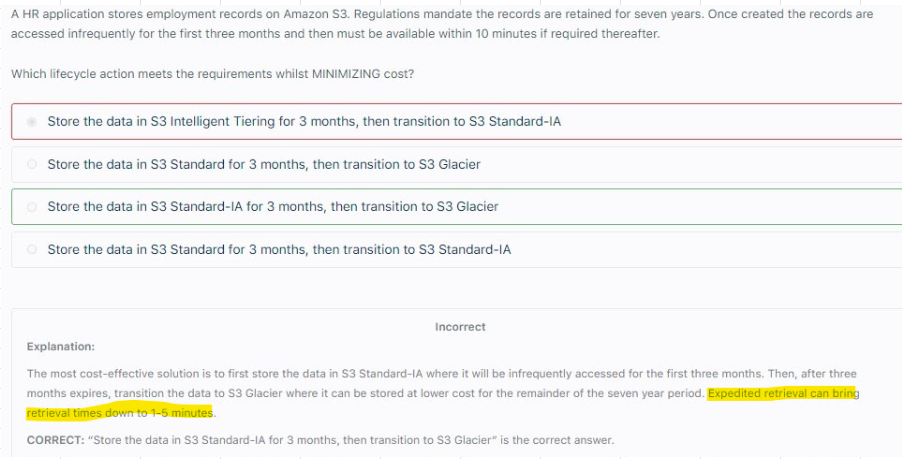 A HR application stores employment records on Amazon S3. Regulations mandate the records are retained for seven years. Once created the records are
accessed infrequently for the first three months and then must be available within 10 minutes if required thereafter.
Which lifecycle action meets the requirements whilst MINIMIZING cost?
Store the data in S3 Intelligent Tiering for 3 months, then transition to S3 Standard-IA
Store the data in S3 Standard for 3 months, then transition to S3 Glacier
Store the data in S3 Standard-IA for 3 months, then transition to S3 Glacier
Store the data in S3 Standard for 3 months, then transition to S3 Standard-IA
Incorrect
Explanation:
The most cost-effective solution is to first store the data in S3 Standard-IA where it will be infrequently accessed for the first three months. Then, after three
months expires, transition the data to S3 Glacier where it can be stored at lower cost for the remainder of the seven year period. Expedited retrieval can bring
retrieval times down to 1-5 minutes.
CORRECT: "Store the data in S3 Standard-IA for 3 months, then transition to S3 Glacier" is the correct answer.